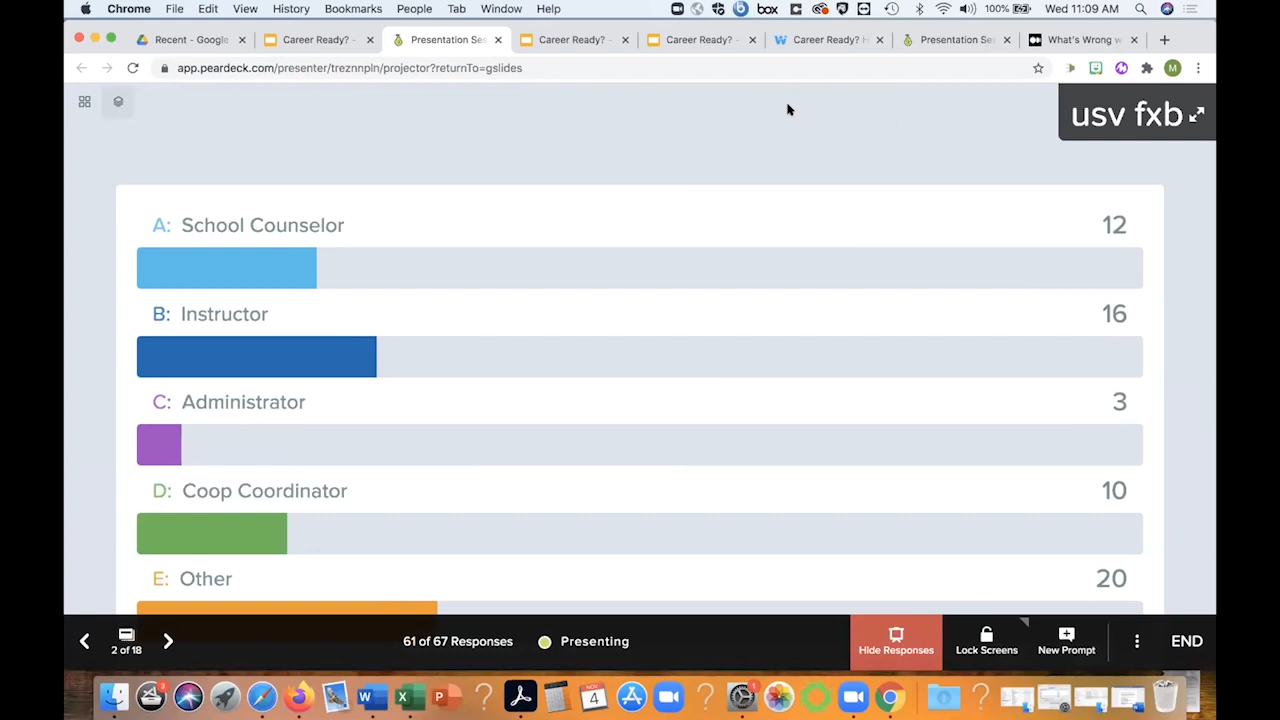 Chrome File Edit View History Bookmarks People Tab Window Help box 100% Wed 11:09 AM
Recent - Google Career Ready? - Presentation Ses Career Ready? - Career Ready? - Career Ready? H Presentation Ses What's Wrong w
app.peardeck.com/presenter/treznnpln/projector?returnTo=gslides M
usv fxb
A: School Counselor 12
B: Instructor 16
C: Administrator 3
D: Coop Coordinator 10
E: Other 20
2 of 18 61 of 67 Responses Presenting Hide Responses Lock Screens New Prompt END